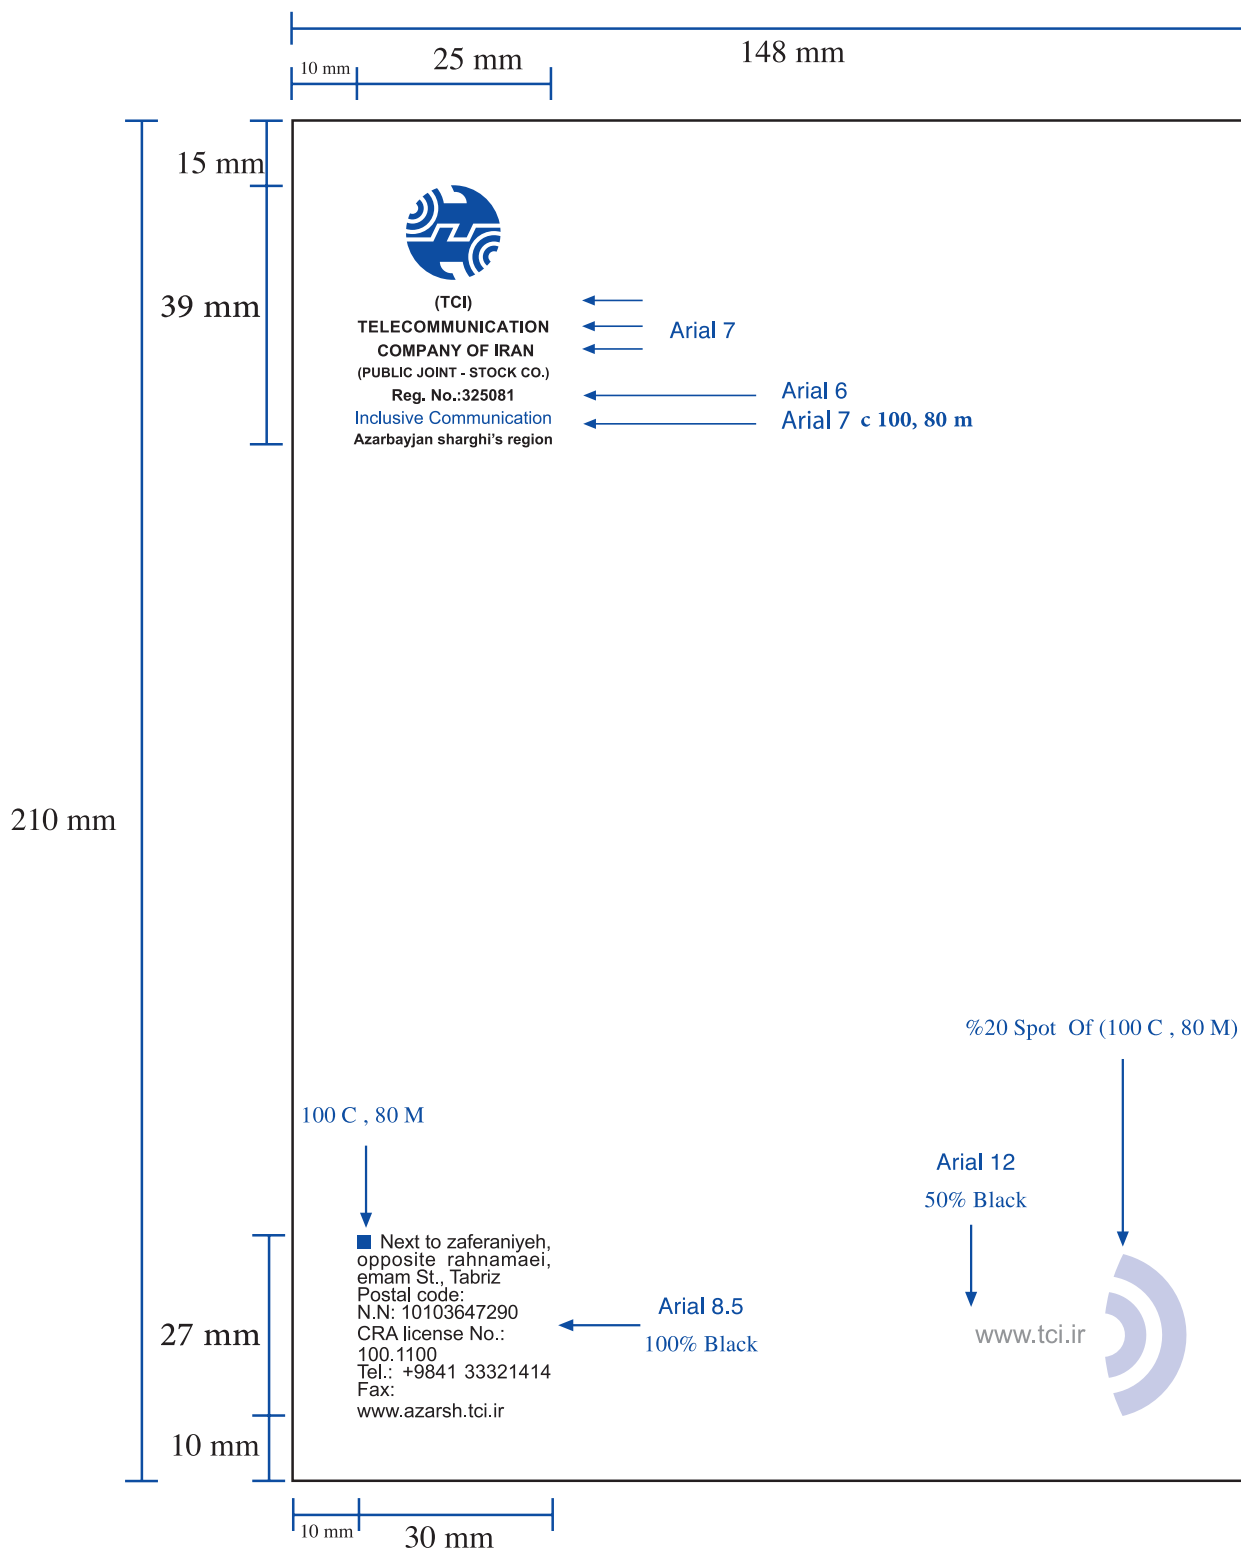 148 mm
10 mm
25 mm
15 mm
39 mm
(TCI)
TELECOMMUNICATION
COMPANY OF IRAN
(PUBLIC JOINT - STOCK CO.)
Reg. No.:325081
Inclusive Communication
Azarbayjan sharghi's region
Arial 7
Arial 6
Arial 7 c 100, 80 m
210 mm
%20 Spot Of (100 C , 80 M)
100 C , 80 M
Arial 12
50% Black
Next to zaferaniyeh,
opposite rahnamaei,
emam St., Tabriz
Postal code:
N.N: 10103647290
CRA license No.:
100.1100
Tel.: +9841 33321414
Fax:
www.azarsh.tci.ir
Arial 8.5
100% Black
www.tci.ir
27 mm
10 mm
10 mm
30 mm